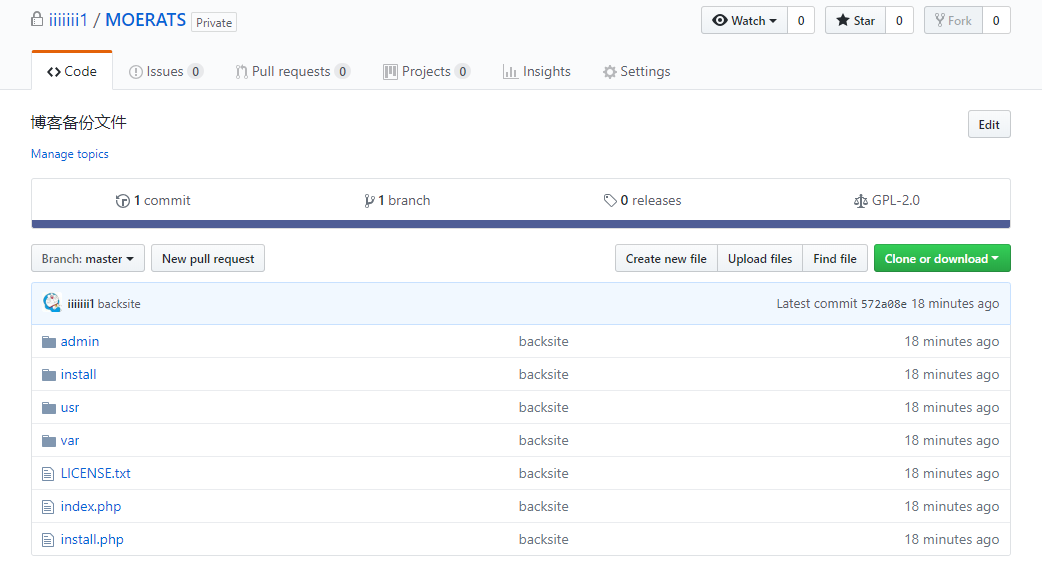 iiiiiii1 / MOERATS Private Watch 0 Star 0 Fork 0
Code Issues 0 Pull requests 0 Projects 0 Insights Settings
博客备份文件 Edit
Manage topics
1 commit 1 branch 0 releases GPL-2.0
Branch: master New pull request Create new file Upload files Find file Clone or download
iiiiiii1 backsite Latest commit 572a08e 18 minutes ago
admin backsite 18 minutes ago
install backsite 18 minutes ago
usr backsite 18 minutes ago
var backsite 18 minutes ago
LICENSE.txt backsite 18 minutes ago
index.php backsite 18 minutes ago
install.php backsite 18 minutes ago